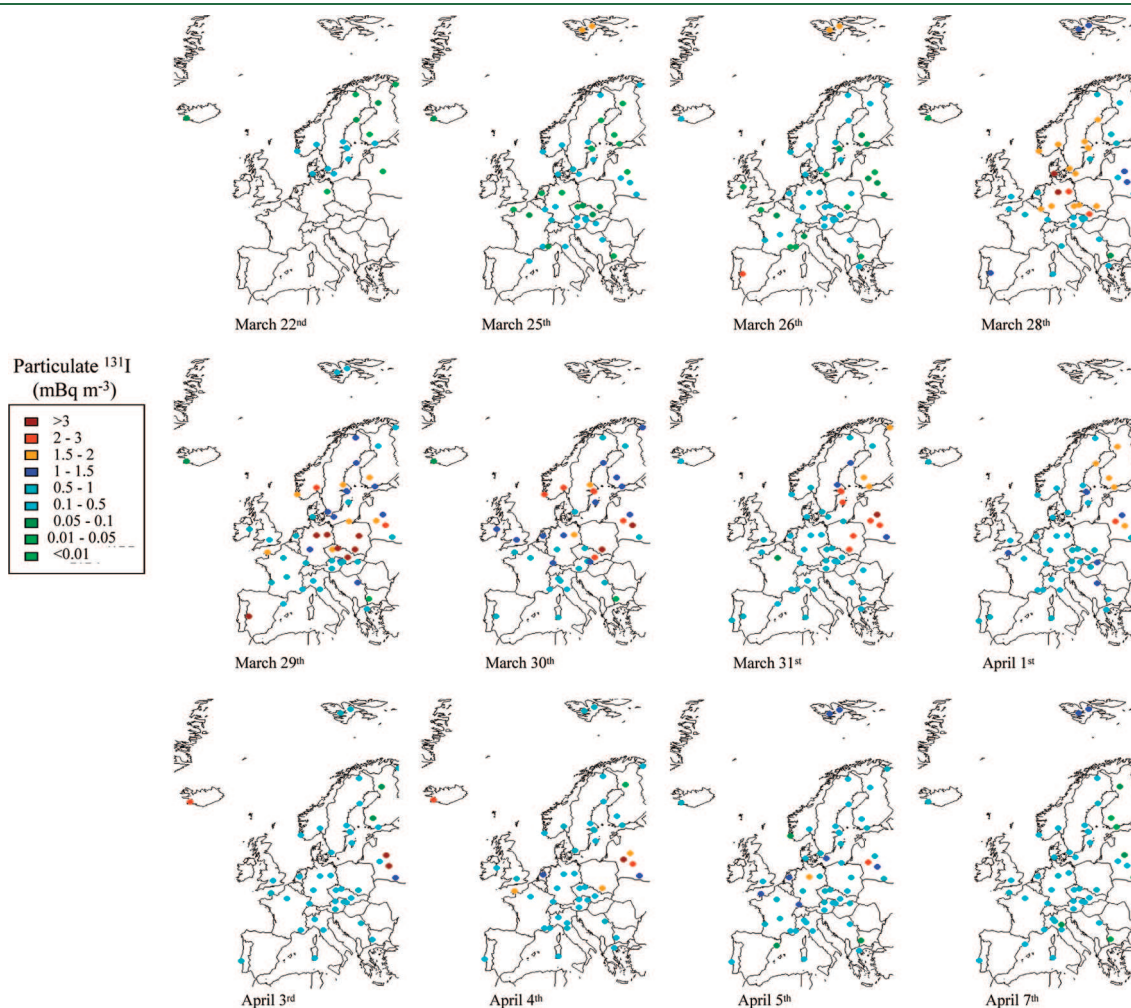 March 22nd
March 25th
March 26th
March 28th
Particulate 131I
(mBq m-3)
>3
2 - 3
1.5 - 2
1 - 1.5
0.5 - 1
0.1 - 0.5
0.05 - 0.1
0.01 - 0.05
<0.01
March 29th
March 30th
March 31st
April 1st
April 3rd
April 4th
April 5th
April 7th